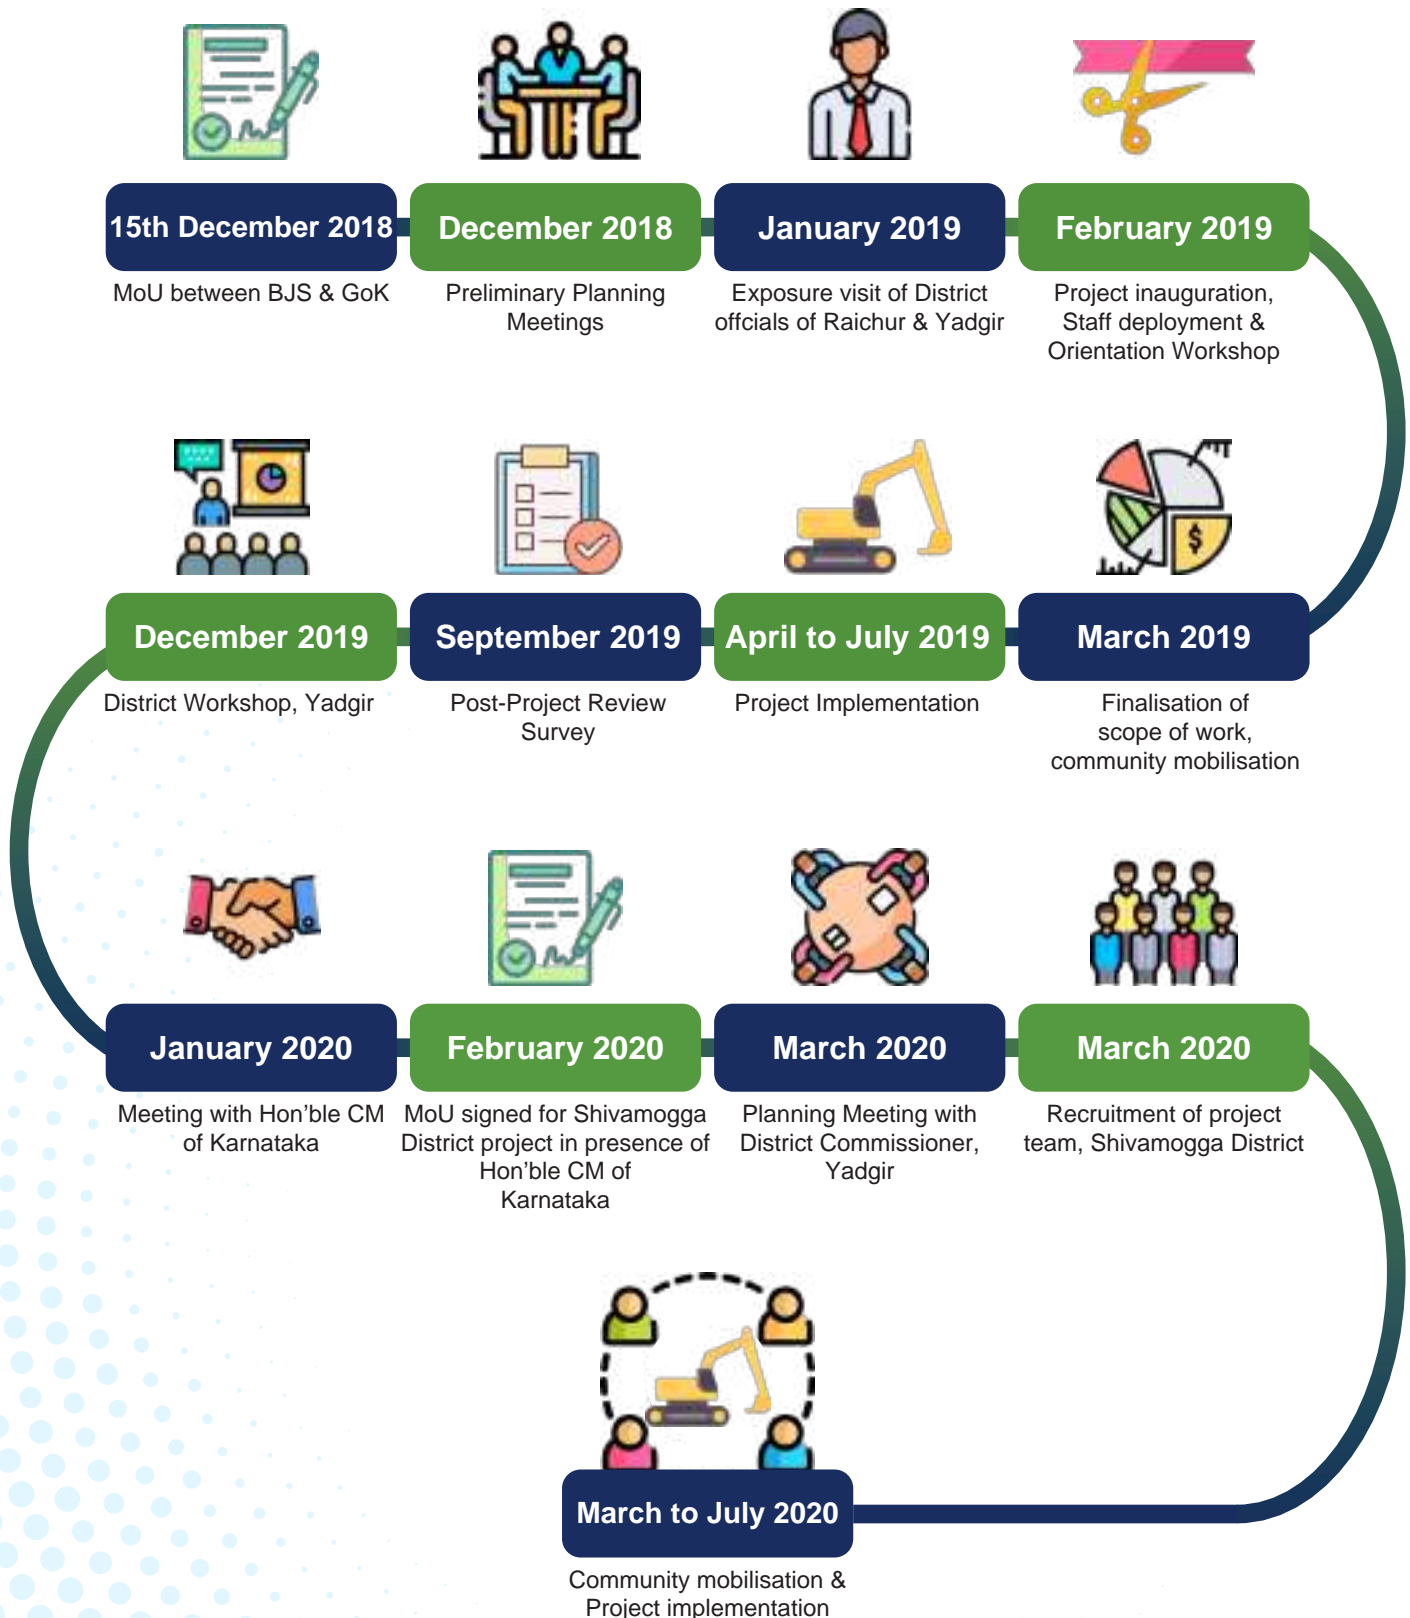 15th December 2018
MoU between BJS & GoK
December 2018
Preliminary Planning
Meetings
January 2019
Exposure visit of District
offcials of Raichur & Yadgir
February 2019
Project inauguration,
Staff deployment &
Orientation Workshop
March 2019
Finalisation of
scope of work,
community mobilisation
$
April to July 2019
Project Implementation
September 2019
Post-Project Review
Survey
December 2019
District Workshop, Yadgir
January 2020
Meeting with Hon'ble CM
of Karnataka
February 2020
MoU signed for Shivamogga
District project in presence of
Hon'ble CM of
Karnataka
March 2020
Planning Meeting with
District Commissioner,
Yadgir
March 2020
Recruitment of project
team, Shivamogga District
March to July 2020
Community mobilisation &
Project implementation